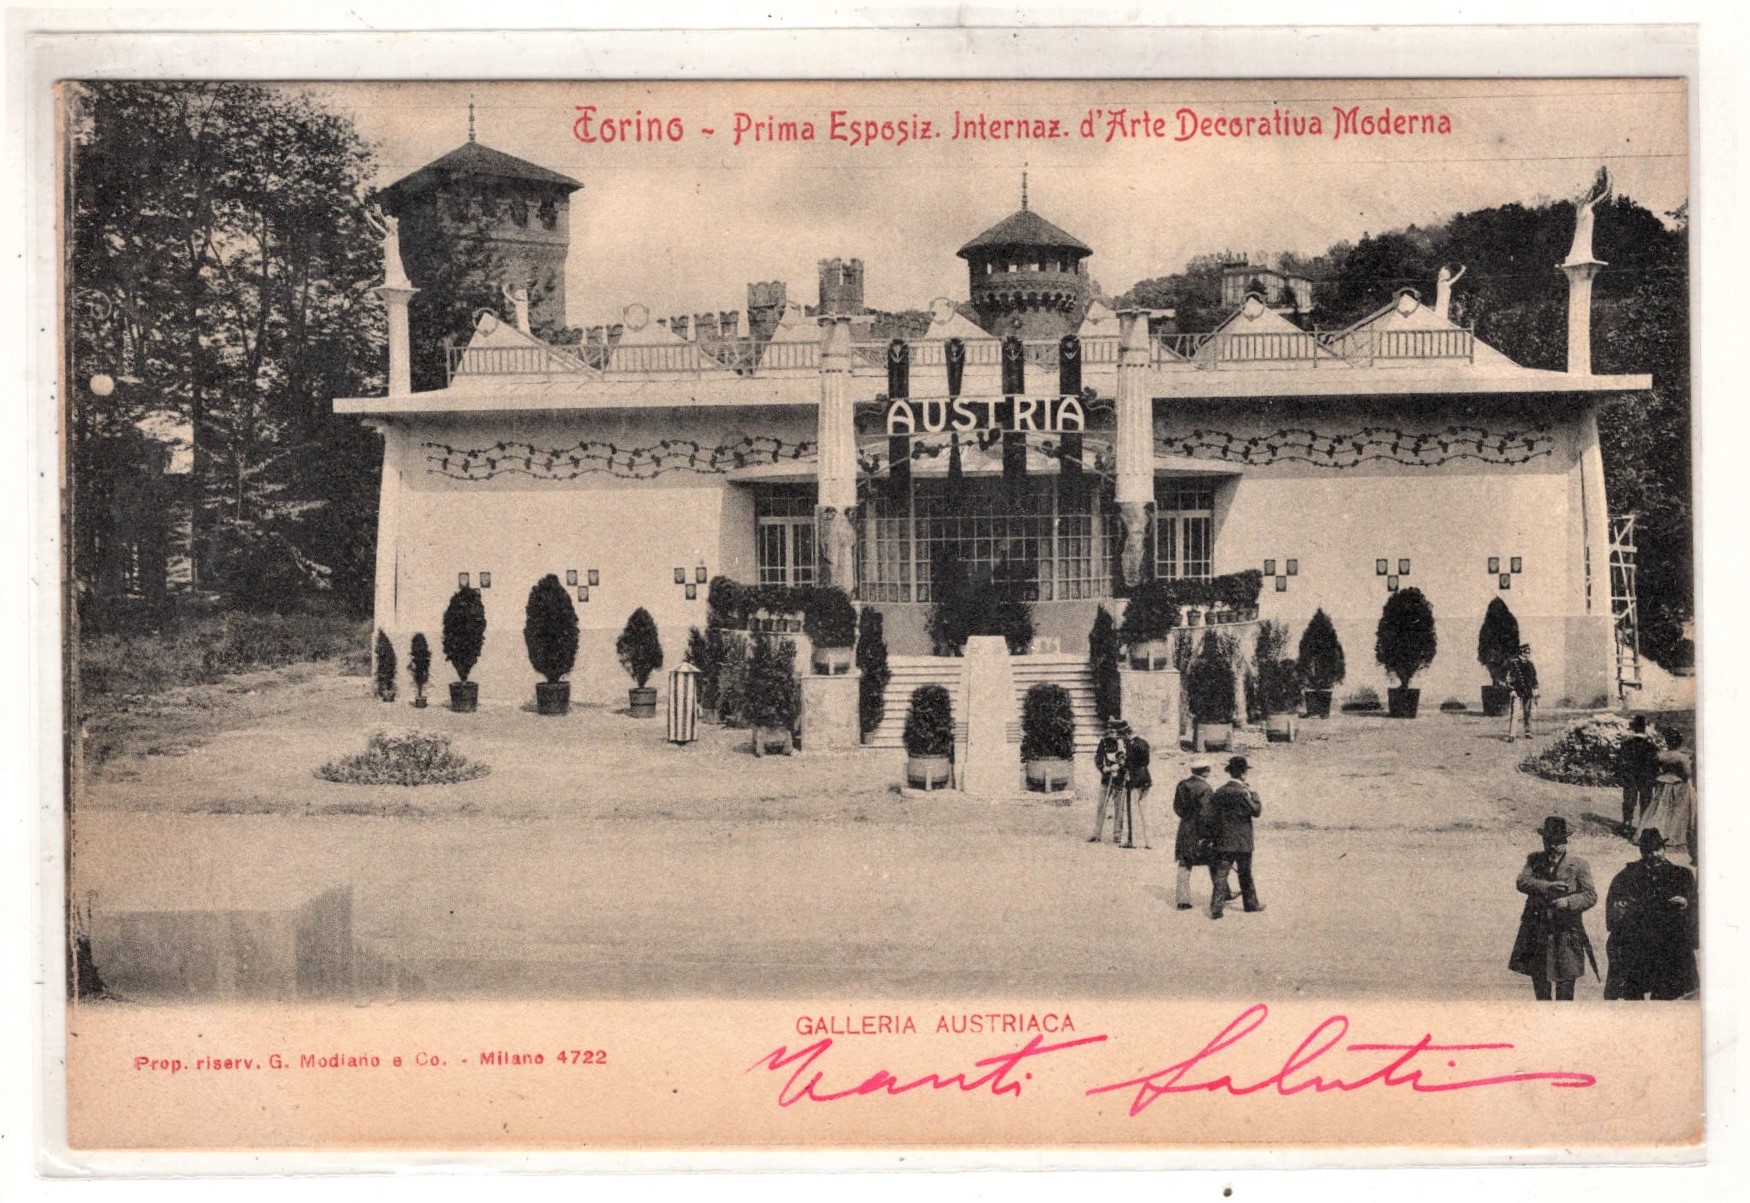 Torino - Prima Esposiz. Internaz. d'Arte Decorativa Moderna
AUSTRIA
GALLERIA AUSTRIACA
Prop. riserv. G. Modiano e Co. - Milano 4722
Tanti Saluti